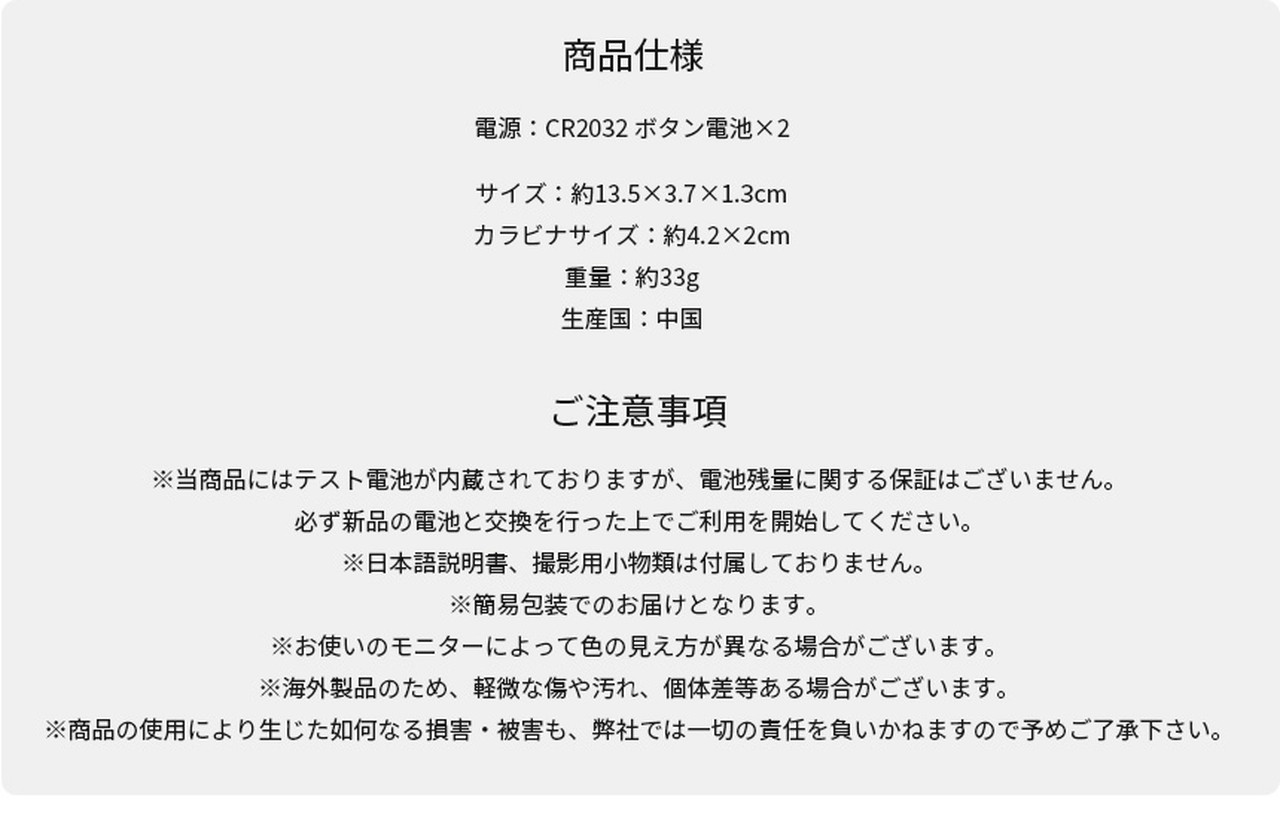 商品仕様
電源：CR2032 ボタン電池×2
サイズ：約13.5×3.7×1.3cm
カラビナサイズ：約4.2×2cm
重量：約33g
生産国：中国
ご注意事項
※当商品にはテスト電池が内蔵されておりますが、電池残量に関する保証はございません。
必ず新品の電池と交換を行った上でご利用を開始してください。
※日本語説明書、撮影用小物類は付属しておりません。
※簡易包装でのお届けとなります。
※お使いのモニターによって色の見え方が異なる場合がございます。
※海外製品のため、軽微な傷や汚れ、個体差等ある場合がございます。
※商品の使用により生じた如何なる損害・被害も、弊社では一切の責任を負いかねますので予めご了承下さい。